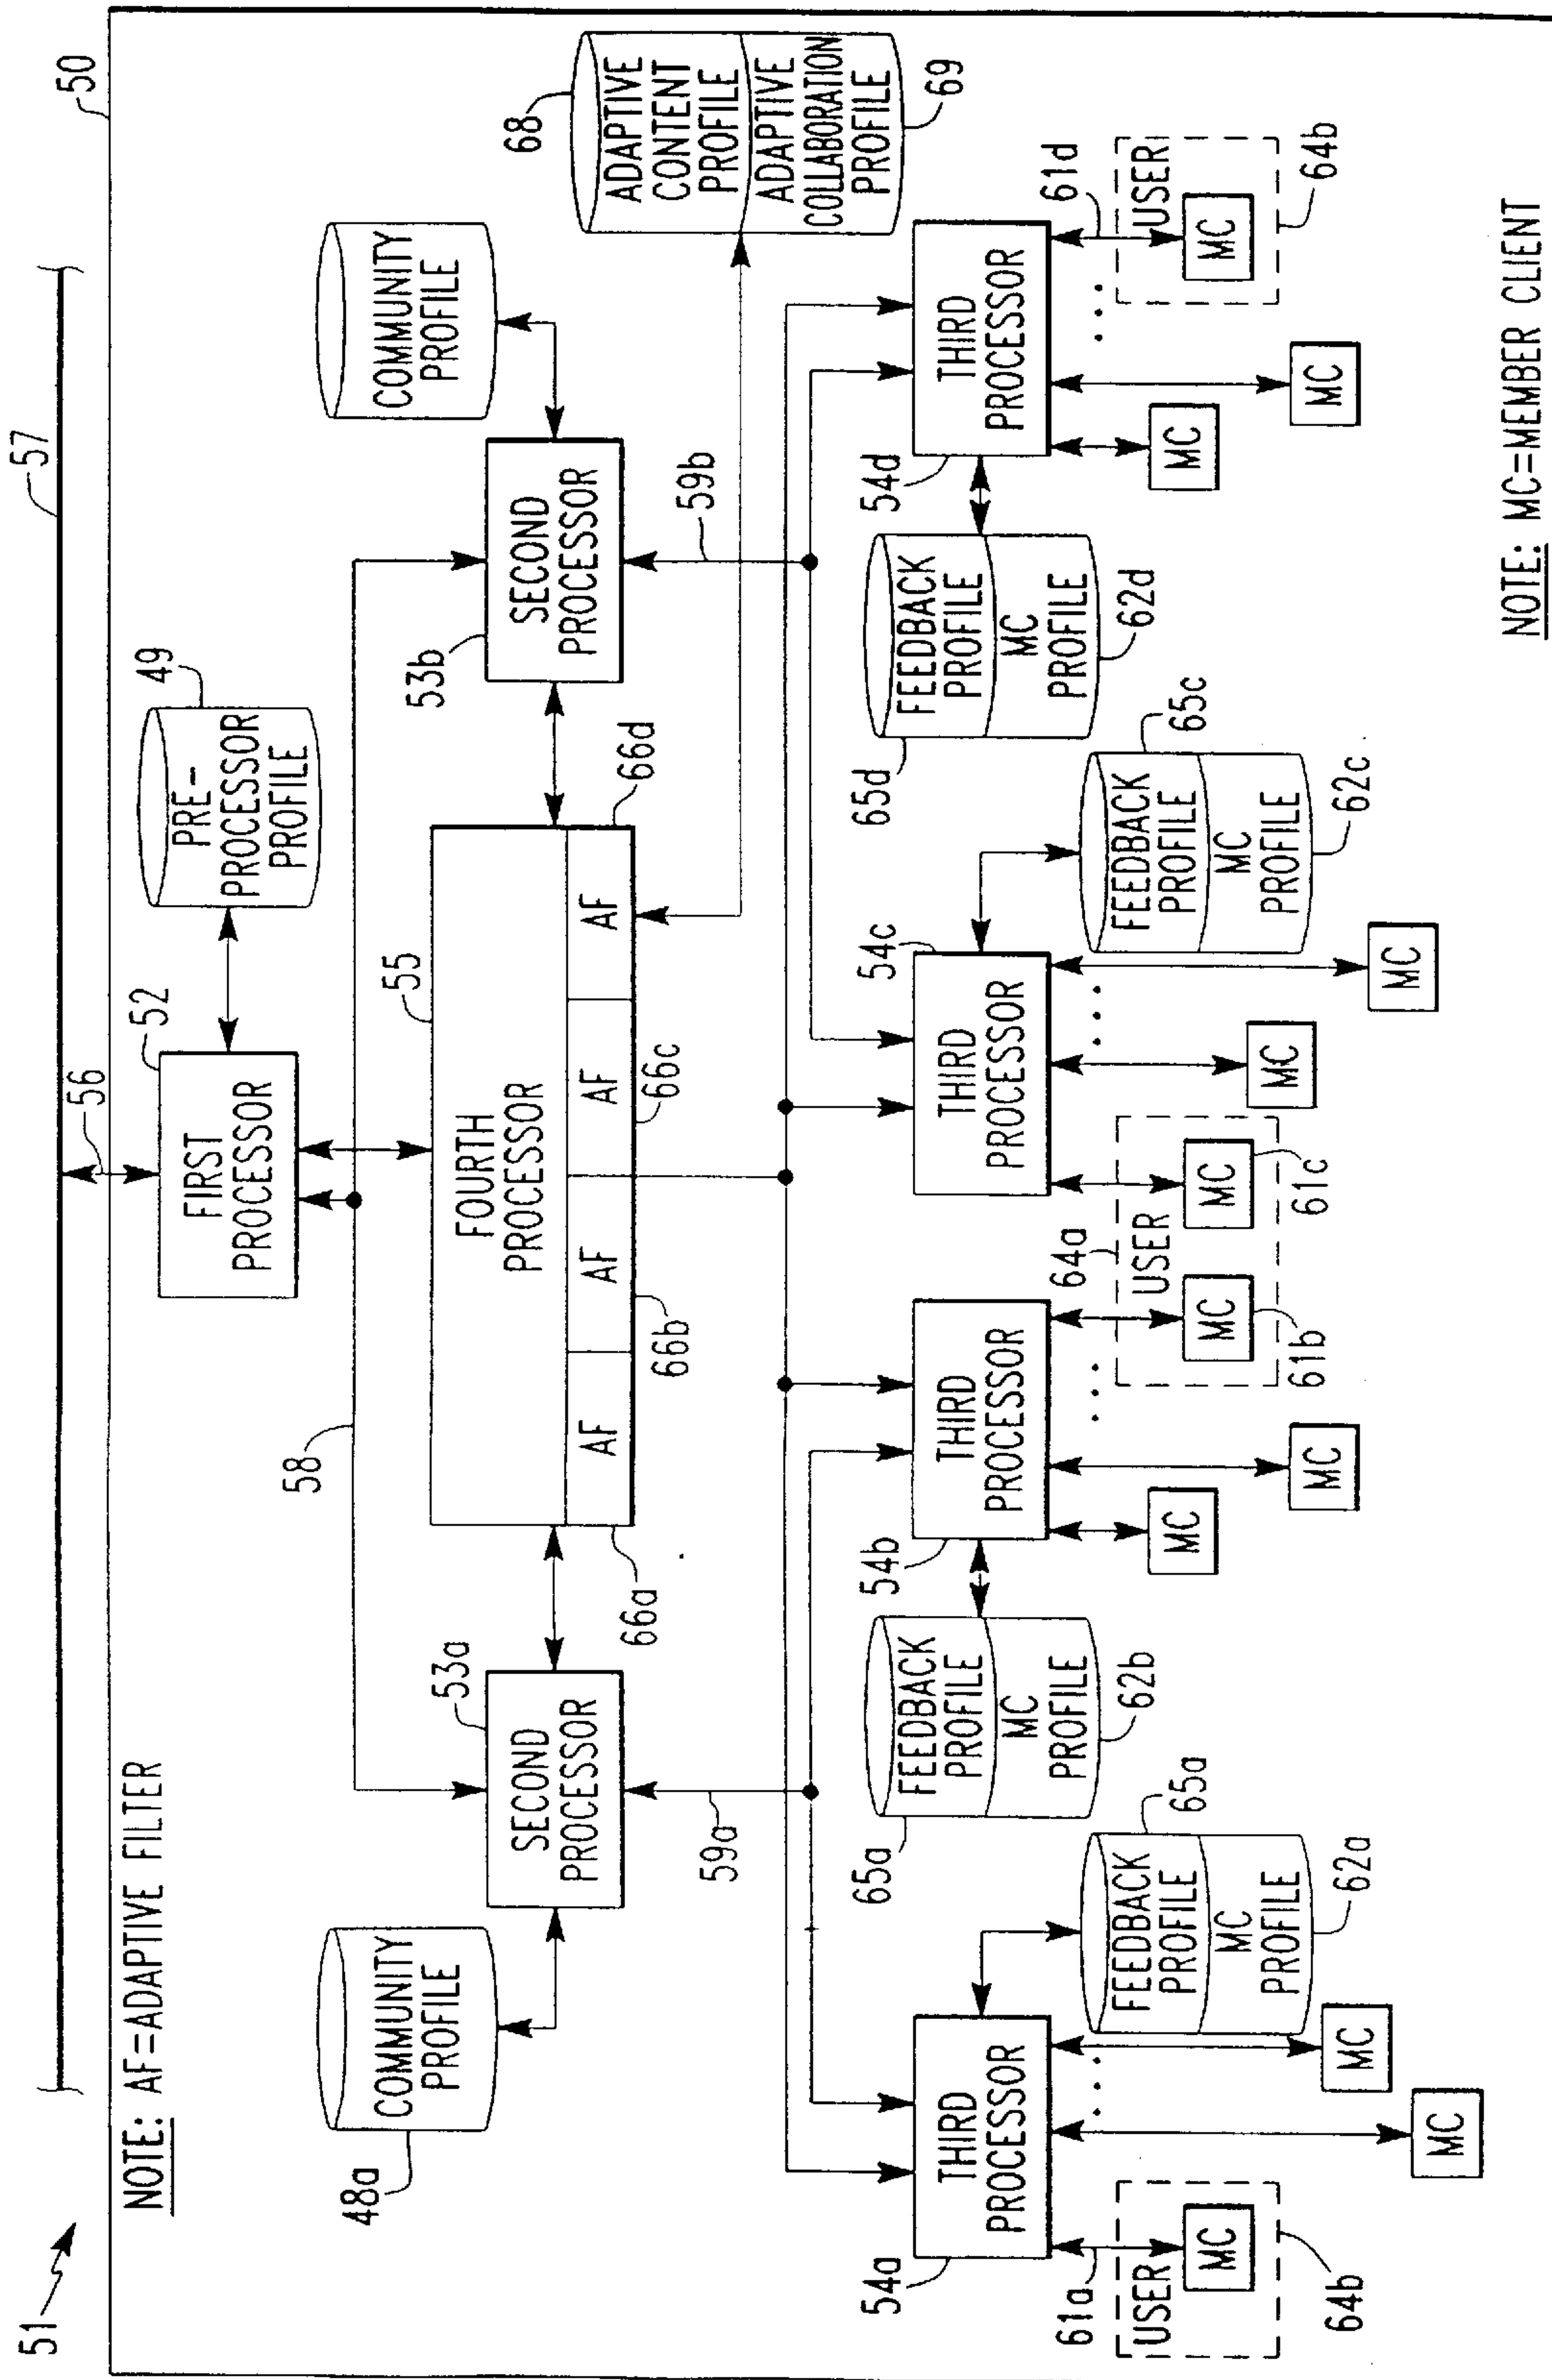 51
57
50
NOTE: AF=ADAPTIVE FILTER
56
52
FIRST
PROCESSOR
49
PRE-
PROCESSOR
PROFILE
58
48a
COMMUNITY
PROFILE
COMMUNITY
PROFILE
53a
SECOND
PROCESSOR
55
FOURTH
PROCESSOR
AF
AF
AF
AF
66a
66b
66c
66d
53b
SECOND
PROCESSOR
68
ADAPTIVE
CONTENT
PROFILE
ADAPTIVE
COLLABORATION
PROFILE
69
59a
59b
54a
THIRD
PROCESSOR
65a
FEEDBACK
PROFILE
MC
PROFILE
62a
61a
USER
MC
64b
MC
MC
65a
FEEDBACK
PROFILE
MC
PROFILE
62b
54b
THIRD
PROCESSOR
MC
MC
64a
USER
MC
MC
61b
61c
54c
THIRD
PROCESSOR
MC
MC
65c
FEEDBACK
PROFILE
MC
PROFILE
62c
65d
FEEDBACK
PROFILE
MC
PROFILE
62d
54d
THIRD
PROCESSOR
MC
MC
61d
USER
MC
64b
NOTE: MC=MEMBER CLIENT